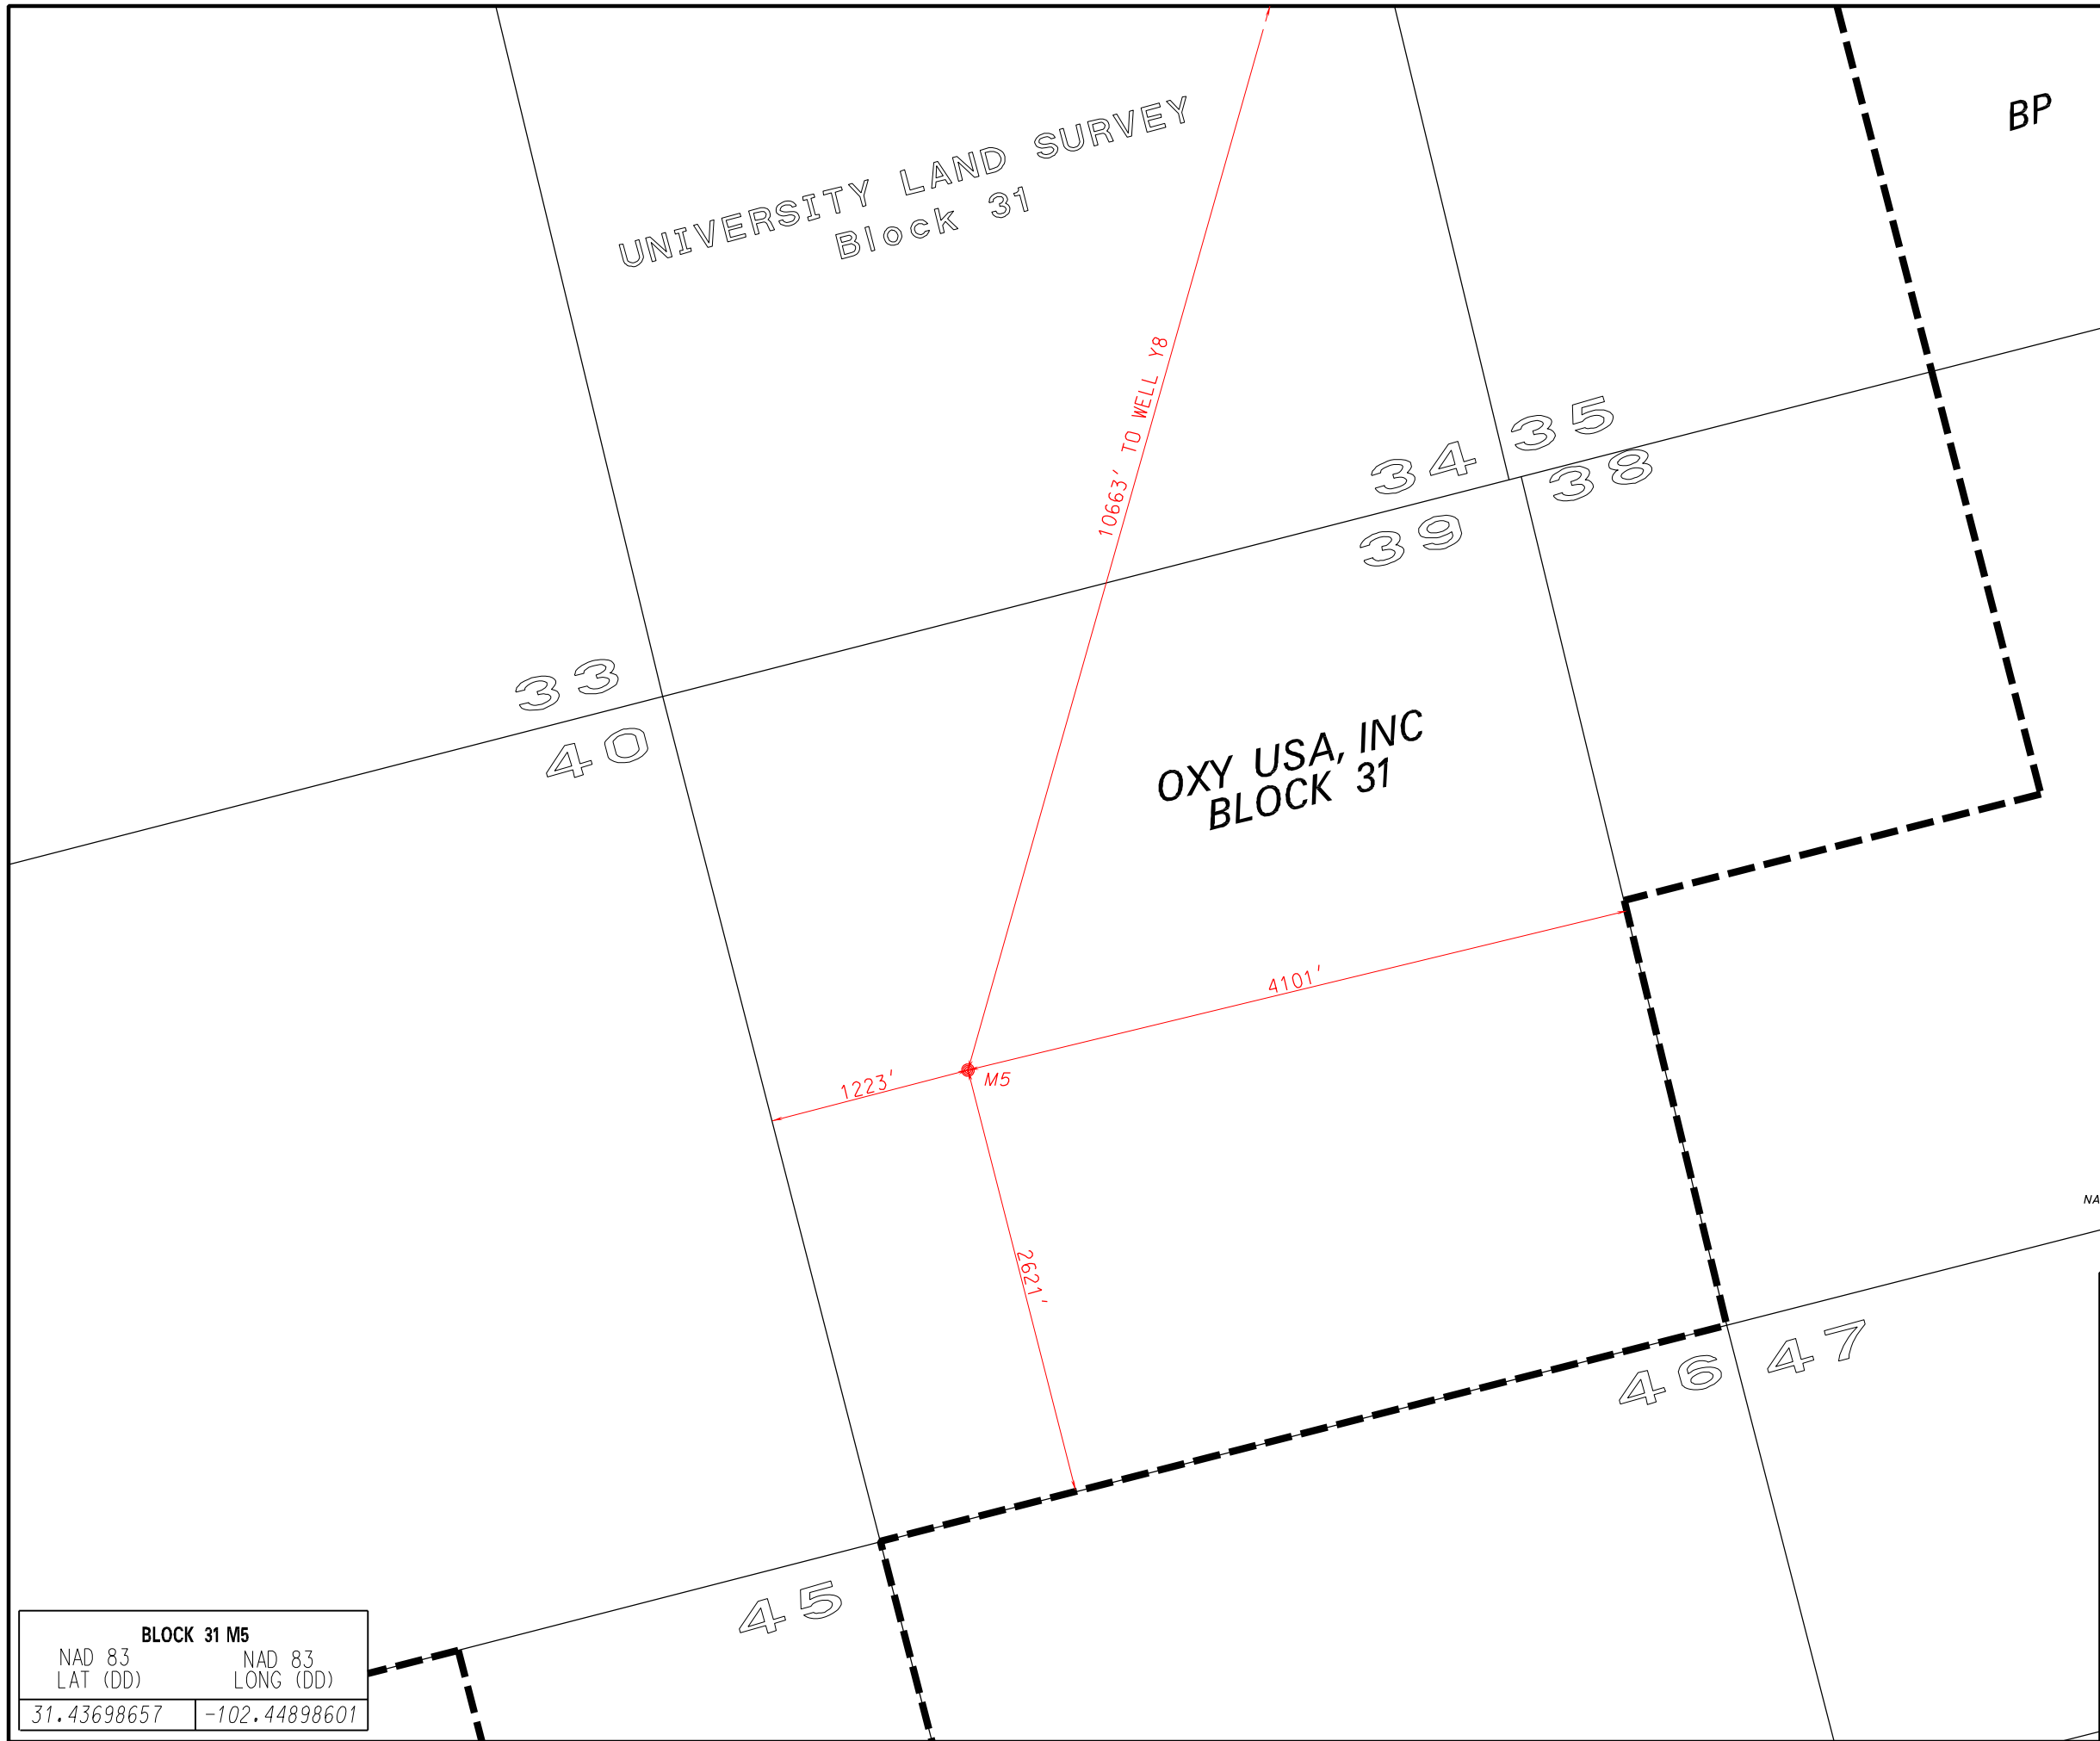 BP
UNIVERSITY LAND SURVEY
Block 31
10663' TO WELL Y8
34 35
39 38
33
40
OXY USA, INC
BLOCK 31
4101'
1223'
M5
2621'
NA
46 47
45
BLOCK 31 M5
NAD 83 NAD 83
LAT (DD) LONG (DD)
31.43698657 -102.44898601